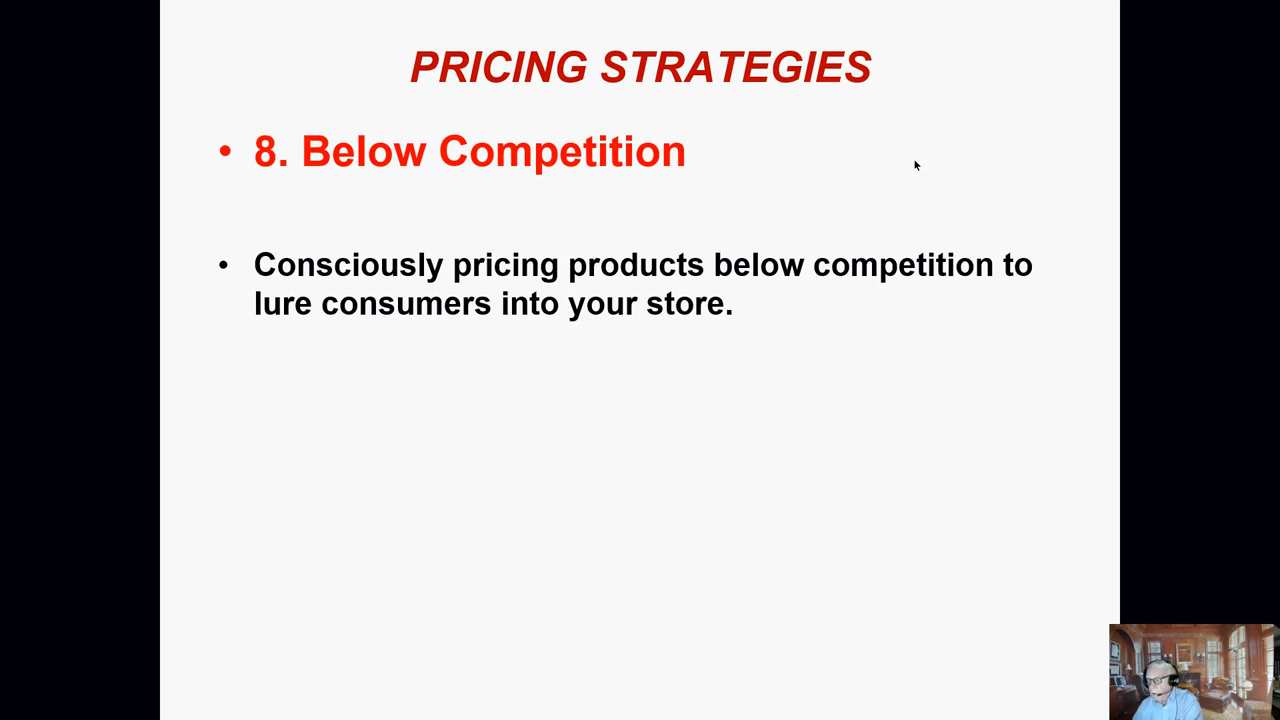 PRICING STRATEGIES
• 8. Below Competition
• Consciously pricing products below competition to
lure consumers into your store.